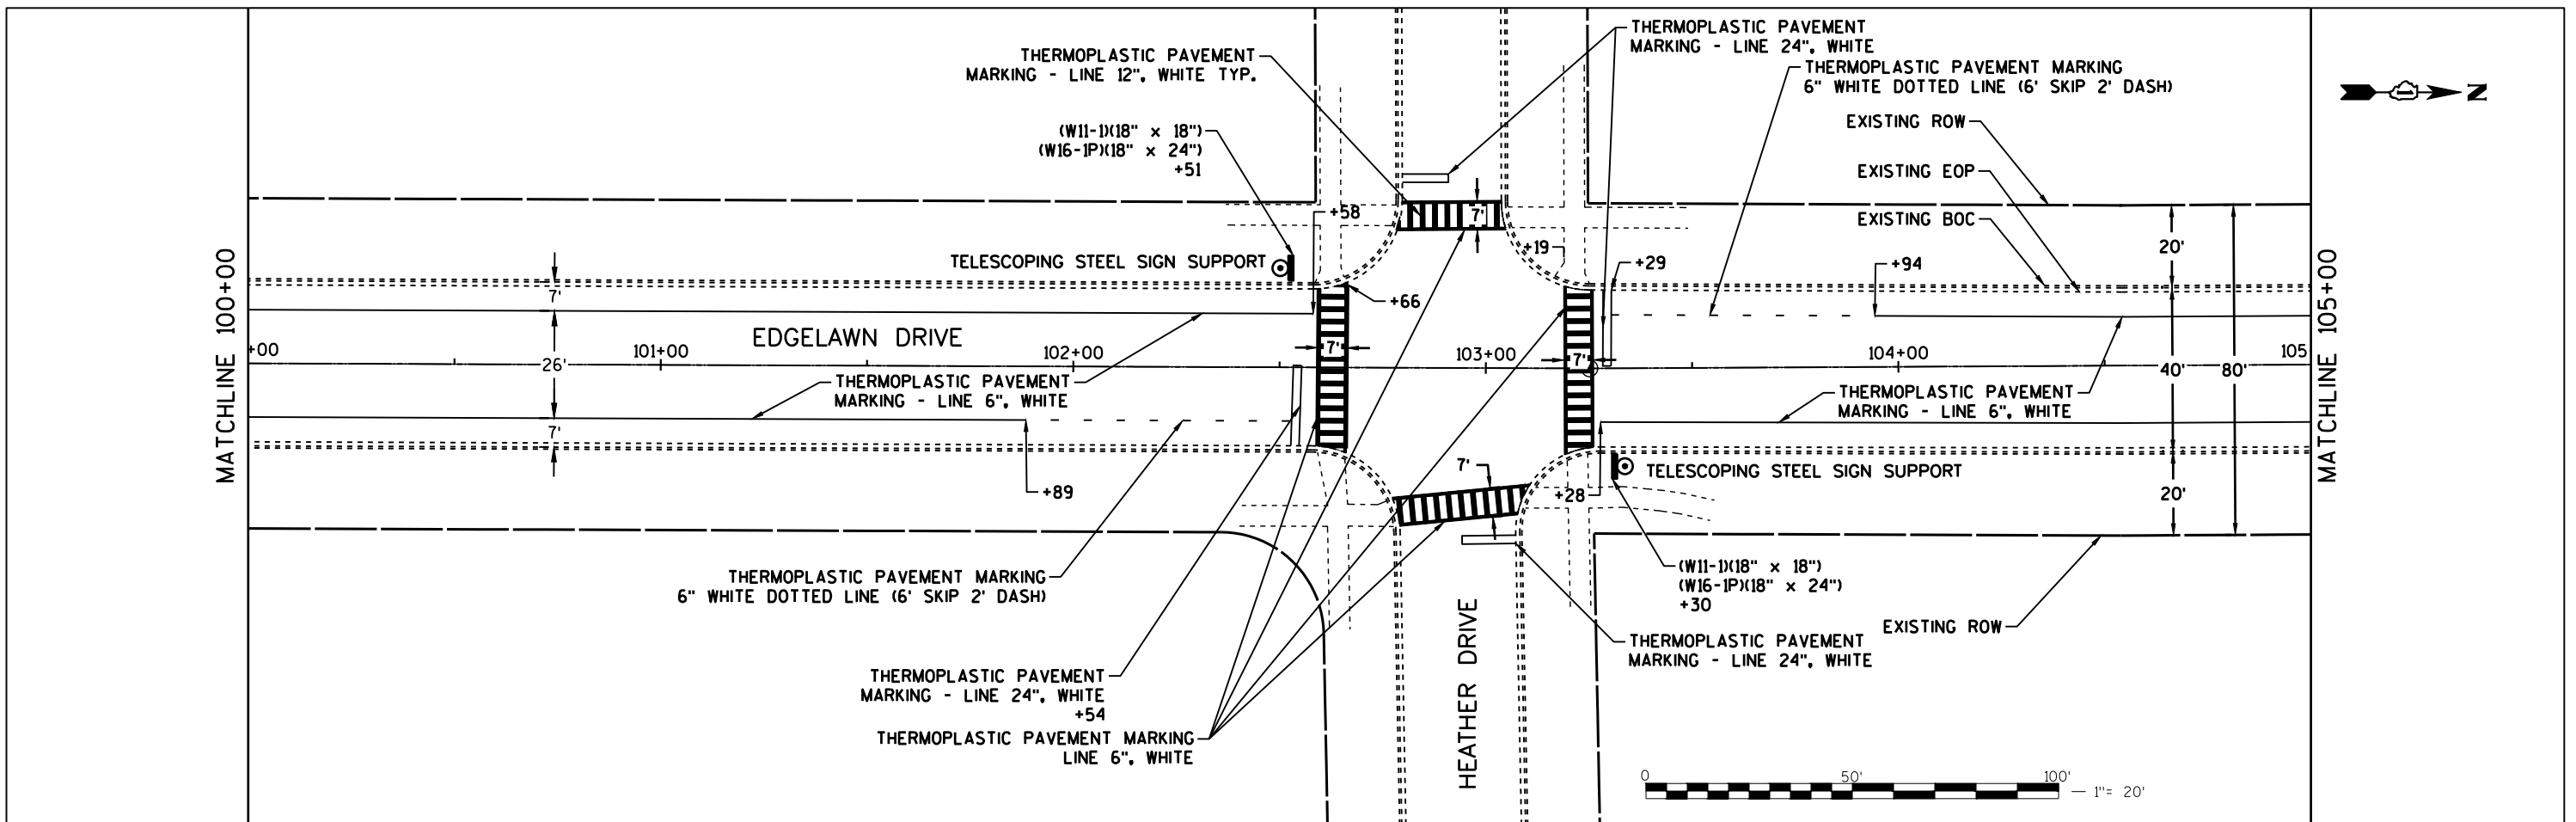 THERMOPLASTIC PAVEMENT
MARKING - LINE 12", WHITE TYP.
THERMOPLASTIC PAVEMENT
MARKING - LINE 24", WHITE
THERMOPLASTIC PAVEMENT MARKING
6" WHITE DOTTED LINE (6' SKIP 2' DASH)
N
EXISTING ROW
(W11-1)(18" x 18")
(W16-1P)(18" x 24")
+51
EXISTING EOP
EXISTING BOC
+58
7'
+19
20'
TELESCOPING STEEL SIGN SUPPORT
+29
+94
7'
+66
MATCHLINE 100+00
EDGELAWN DRIVE
+00
101+00
102+00
7'
103+00
7'
104+00
105
MATCHLINE 105+00
26'
40'
80'
THERMOPLASTIC PAVEMENT
MARKING - LINE 6", WHITE
THERMOPLASTIC PAVEMENT
MARKING - LINE 6", WHITE
7'
7'
TELESCOPING STEEL SIGN SUPPORT
+89
+28
20'
THERMOPLASTIC PAVEMENT MARKING
6" WHITE DOTTED LINE (6' SKIP 2' DASH)
(W11-1)(18" x 18")
(W16-1P)(18" x 24")
+30
EXISTING ROW
THERMOPLASTIC PAVEMENT
MARKING - LINE 24", WHITE
THERMOPLASTIC PAVEMENT
MARKING - LINE 24", WHITE
+54
HEATHER DRIVE
THERMOPLASTIC PAVEMENT MARKING
LINE 6", WHITE
0
50'
100'
1"= 20'